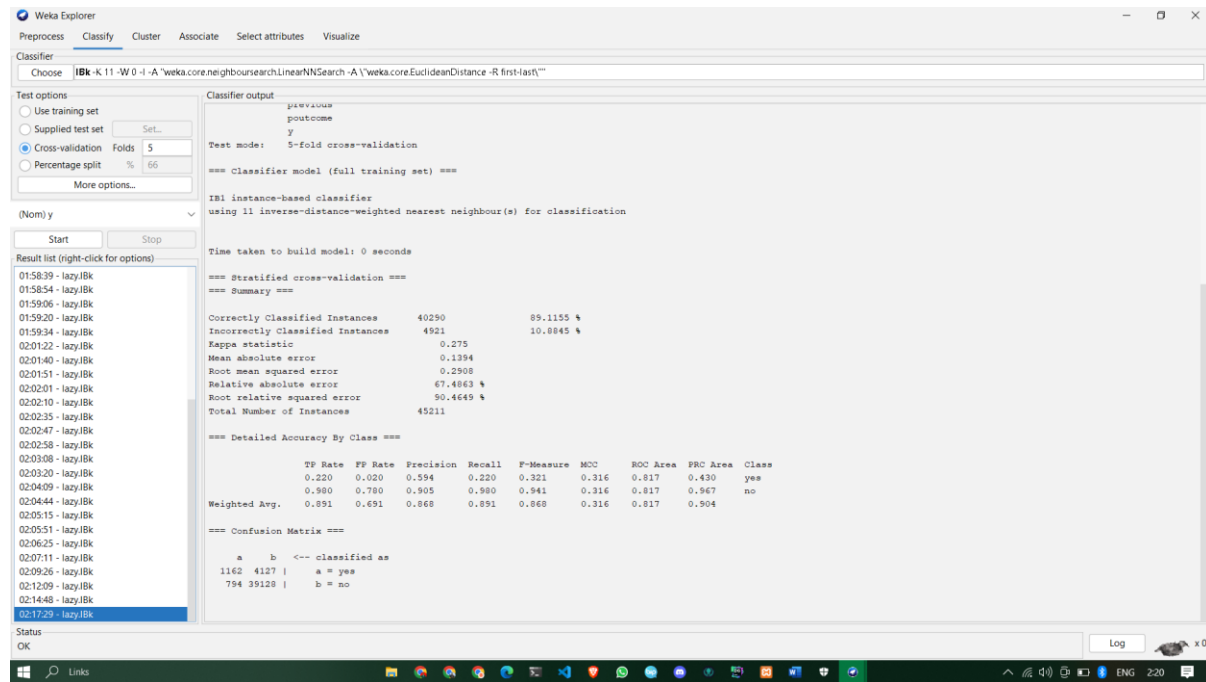 Weka Explorer
Preprocess Classify Cluster Associate Select attributes Visualize
Classifier
Choose IBk -K 11 -W 0 -I -A "weka.core.neighboursearch.LinearNNSearch -A \"weka.core.EuclideanDistance -R first-last\""
Test options
Use training set
Supplied test set Set...
Cross-validation Folds 5
Percentage split % 66
More options...
(Nom) y
Start Stop
Result list (right-click for options)
01:58:39 - lazy.IBk
01:58:54 - lazy.IBk
01:59:06 - lazy.IBk
01:59:20 - lazy.IBk
01:59:34 - lazy.IBk
02:01:22 - lazy.IBk
02:01:40 - lazy.IBk
02:01:51 - lazy.IBk
02:02:01 - lazy.IBk
02:02:10 - lazy.IBk
02:02:35 - lazy.IBk
02:02:47 - lazy.IBk
02:02:58 - lazy.IBk
02:03:08 - lazy.IBk
02:03:20 - lazy.IBk
02:04:09 - lazy.IBk
02:04:44 - lazy.IBk
02:05:15 - lazy.IBk
02:05:51 - lazy.IBk
02:06:25 - lazy.IBk
02:07:11 - lazy.IBk
02:09:26 - lazy.IBk
02:12:09 - lazy.IBk
02:14:48 - lazy.IBk
02:17:29 - lazy.IBk
Classifier output
previous
poutcome
y
Test mode: 5-fold cross-validation
=== Classifier model (full training set) ===
IB1 instance-based classifier
using 11 inverse-distance-weighted nearest neighbour(s) for classification
Time taken to build model: 0 seconds
=== Stratified cross-validation ===
=== Summary ===
Correctly Classified Instances 40290 89.1155 %
Incorrectly Classified Instances 4921 10.8845 %
Kappa statistic 0.275
Mean absolute error 0.1394
Root mean squared error 0.2908
Relative absolute error 67.4863 %
Root relative squared error 90.4649 %
Total Number of Instances 45211
=== Detailed Accuracy By Class ===
TP Rate FP Rate Precision Recall F-Measure MCC ROC Area PRC Area Class
0.220 0.020 0.594 0.220 0.321 0.316 0.817 0.430 yes
0.980 0.780 0.905 0.980 0.941 0.316 0.817 0.967 no
Weighted Avg. 0.891 0.691 0.868 0.891 0.868 0.316 0.817 0.904
=== Confusion Matrix ===
a b <-- classified as
1162 4127 | a = yes
794 39128 | b = no
Status
OK
Log x 0
Links
ENG 2:20